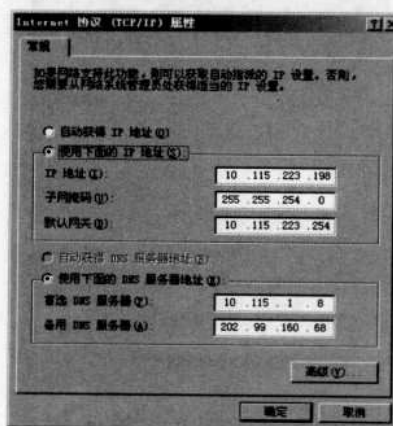 Internet 协议 (TCP/IP) 属性
常规
如果网络支持此功能，则可以获取自动指派的 IP 设置。否则，
您需要从网络系统管理员处获得适当的 IP 设置。
自动获得 IP 地址(O)
使用下面的 IP 地址(S):
IP 地址(I): 10 .115 .223 .198
子网掩码(U): 255 .255 .254 .0
默认网关(D): 10 .115 .223 .254
自动获得 DNS 服务器地址(B)
使用下面的 DNS 服务器地址(E):
首选 DNS 服务器(P): 10 .115 .1 .8
备用 DNS 服务器(A) 202 .99 .160 .68
高级(V)...
确定 取消